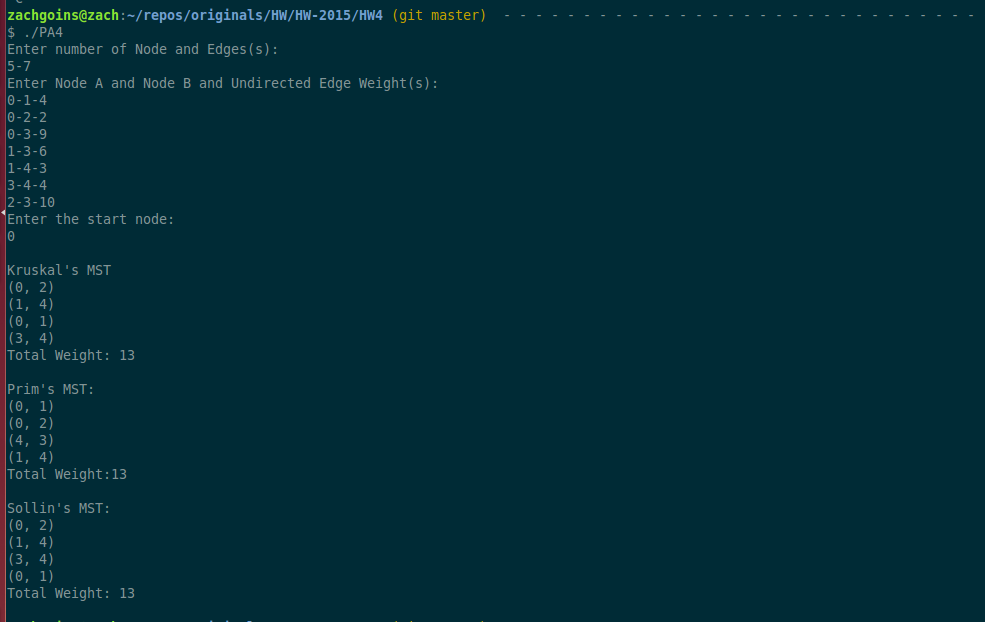 zachgoins@zach:~/repos/originals/HW/HW-2015/HW4 (git master) - - - - - - - - - - - - - - - - - - - - - - - - - - - - - -
$ ./PA4
Enter number of Node and Edges(s):
5-7
Enter Node A and Node B and Undirected Edge Weight(s):
0-1-4
0-2-2
0-3-9
1-3-6
1-4-3
3-4-4
2-3-10
Enter the start node:
0
Kruskal's MST
(0, 2)
(1, 4)
(0, 1)
(3, 4)
Total Weight: 13
Prim's MST:
(0, 1)
(0, 2)
(4, 3)
(1, 4)
Total Weight:13
Sollin's MST:
(0, 2)
(1, 4)
(3, 4)
(0, 1)
Total Weight: 13